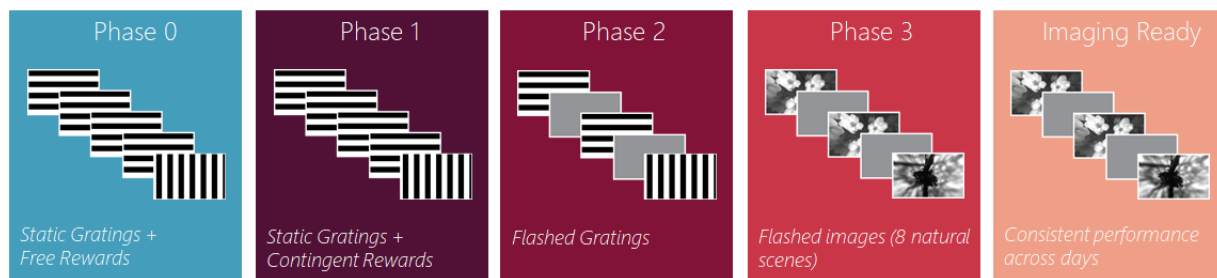 Phase 0
Static Gratings +
Free Rewards
Phase 1
Static Gratings +
Contingent Rewards
Phase 2
Flashed Gratings
Phase 3
Flashed images (8 natural
scenes)
Imaging Ready
Consistent performance
across days